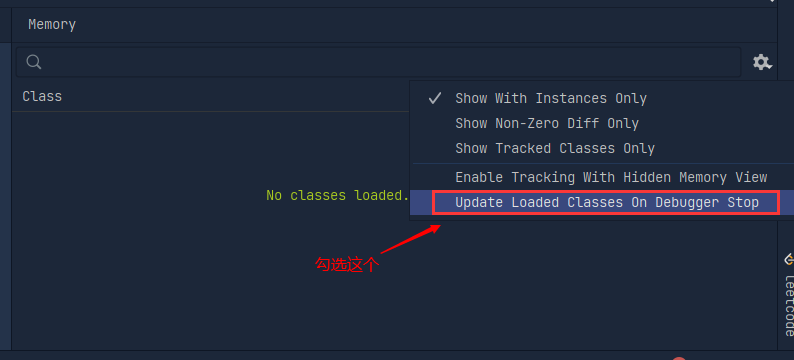 Memory
Class
Show With Instances Only
Show Non-Zero Diff Only
Show Tracked Classes Only
Enable Tracking With Hidden Memory View
No classes loaded.
Update Loaded Classes On Debugger Stop
勾选这个
leetcode